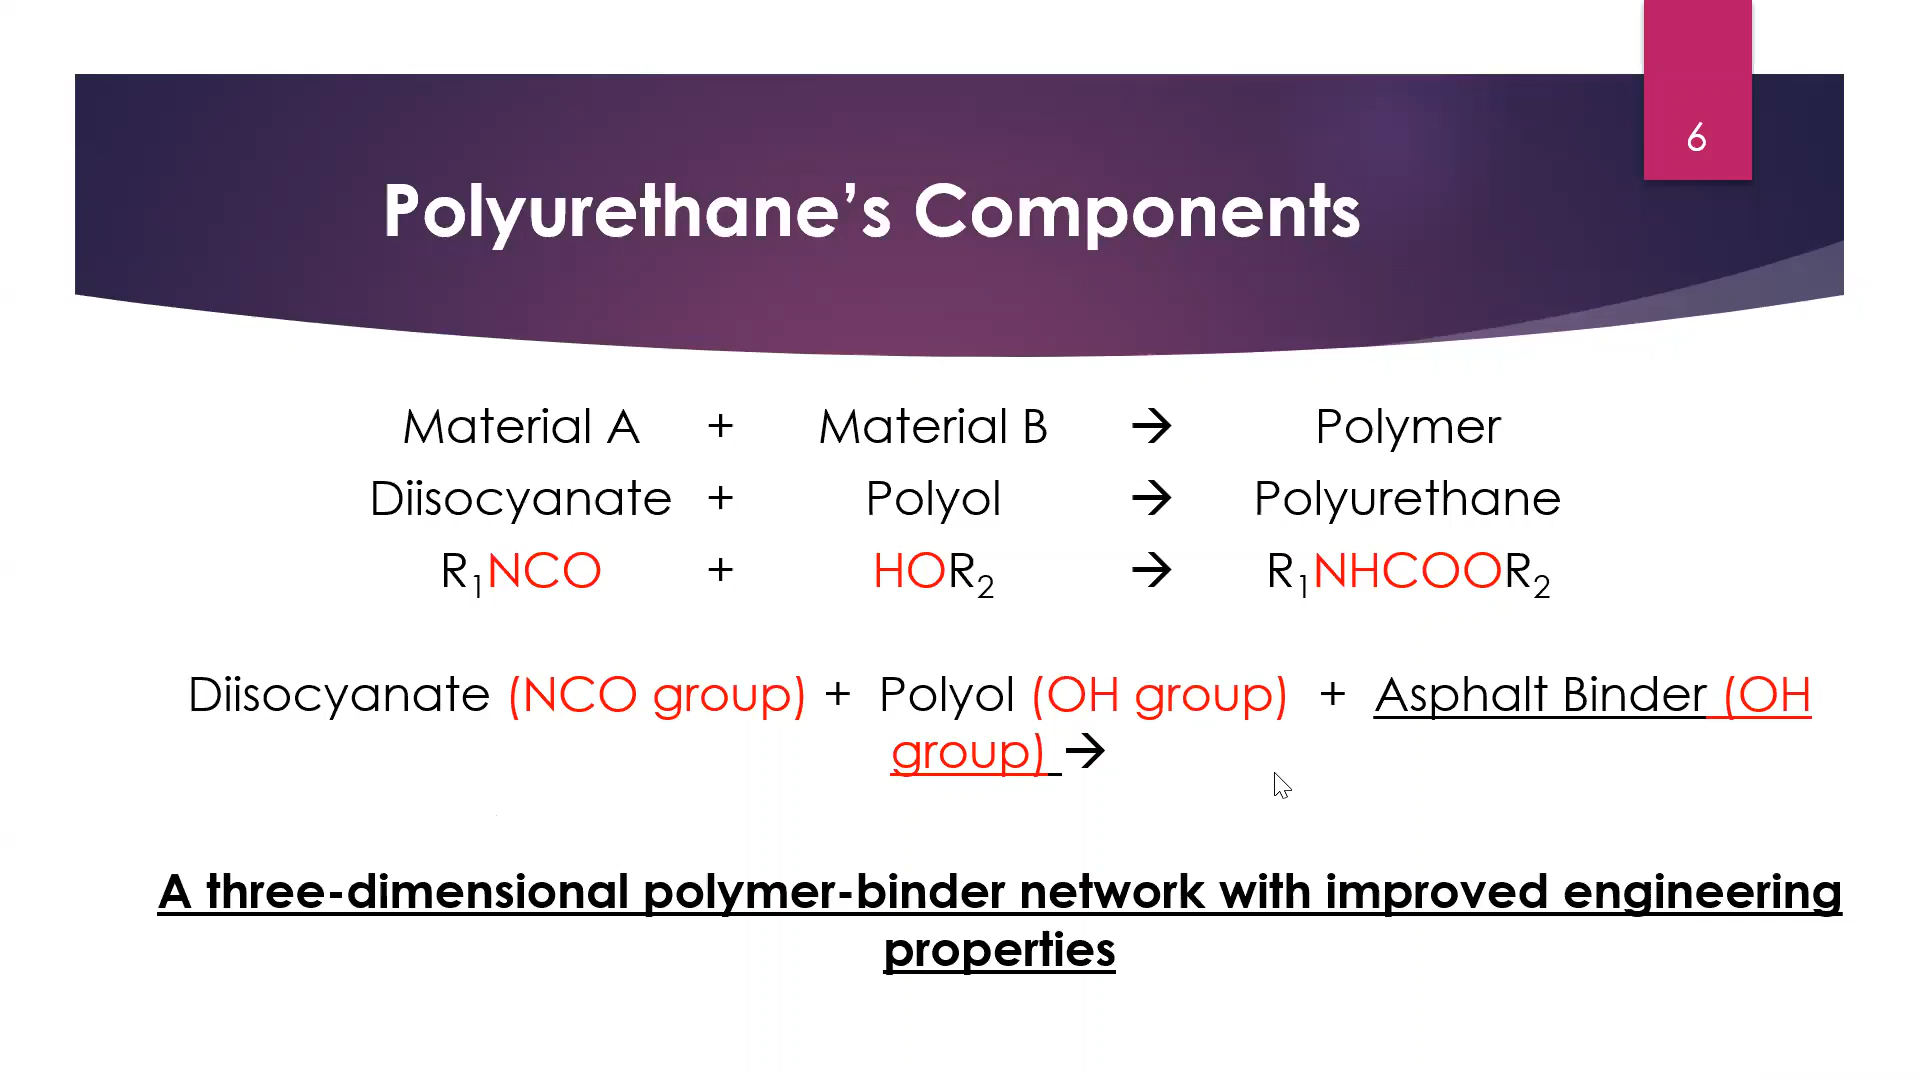 6
Polyurethane’s Components
Material A + Material B → Polymer
Diisocyanate + Polyol → Polyurethane
R₁NCO + HOR₂ → R₁NHCOOR₂
Diisocyanate (NCO group) + Polyol (OH group) + Asphalt Binder (OH
group) →
A three-dimensional polymer-binder network with improved engineering
properties